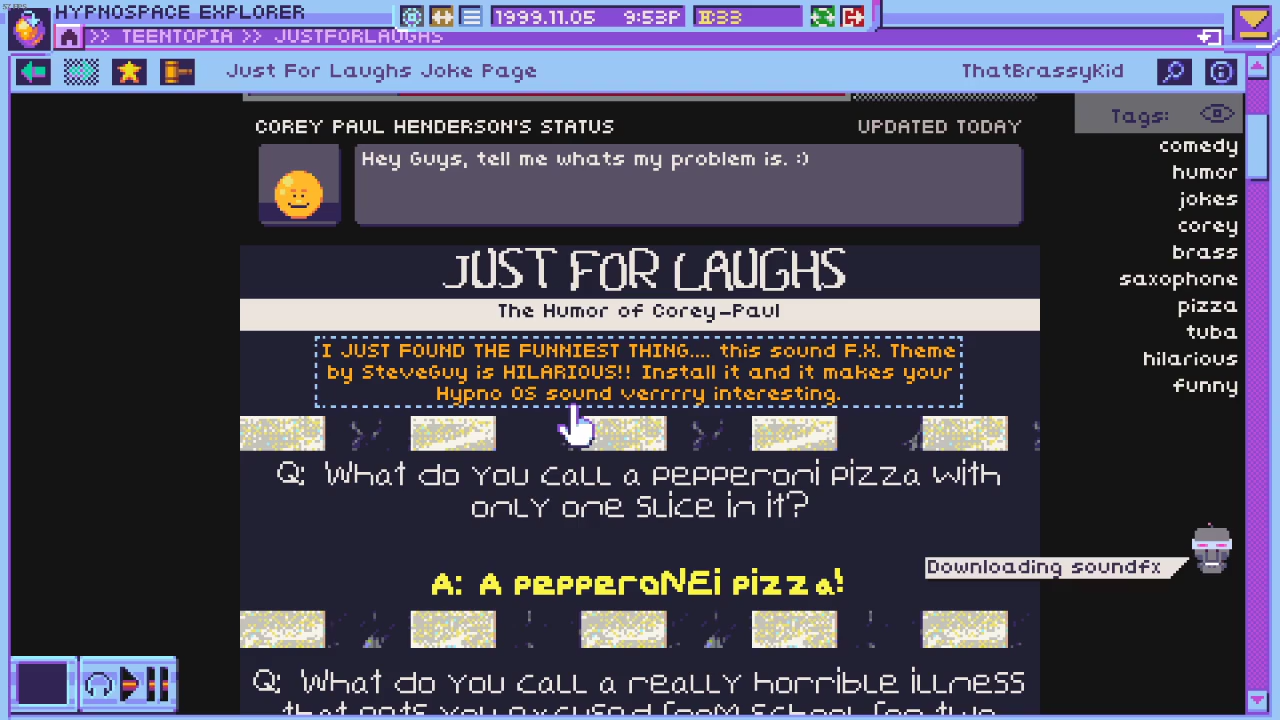 HYPNOSPACE EXPLORER
1999.11.05 9:53P
33
>> TEENTOPIA >> JUSTFORLAUGHS
Just For Laughs Joke Page
ThatBrassyKid
COREY PAUL HENDERSON'S STATUS
UPDATED TODAY
Hey Guys, tell me whats my problem is. :)
Tags:
comedy
humor
jokes
corey
brass
saxophone
pizza
tuba
hilarious
funny
JUST FOR LAUGHS
The Humor of Corey-Paul
I JUST FOUND THE FUNNIEST THING.... this sound F.X. Theme
by SteveGuy is HILARIOUS!! Install it and it makes your
Hypno OS sound verrrry interesting.
Q: What do you call a pepperoni pizza with
only one slice in it?
A: A pepperoNEi pizza!
Downloading soundfx
Q: What do you call a really horrible illness